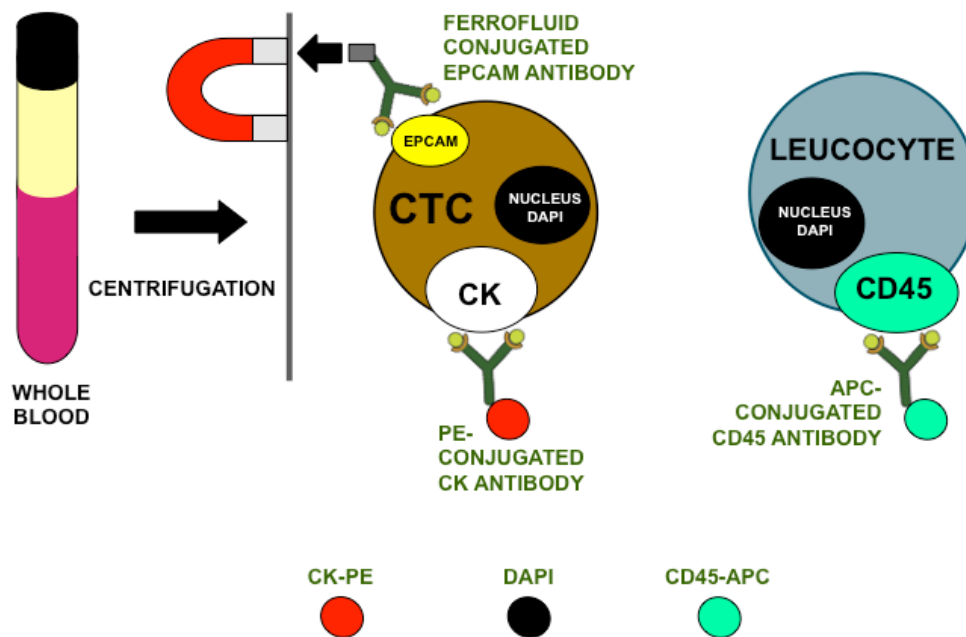 FERROFLUID
CONJUGATED
EPCAM ANTIBODY
EPCAM
CTC
NUCLEUS
DAPI
CK
LEUCOCYTE
NUCLEUS
DAPI
CD45
CENTRIFUGATION
WHOLE
BLOOD
PE-
CONJUGATED
CK ANTIBODY
APC-
CONJUGATED
CD45 ANTIBODY
CK-PE
DAPI
CD45-APC